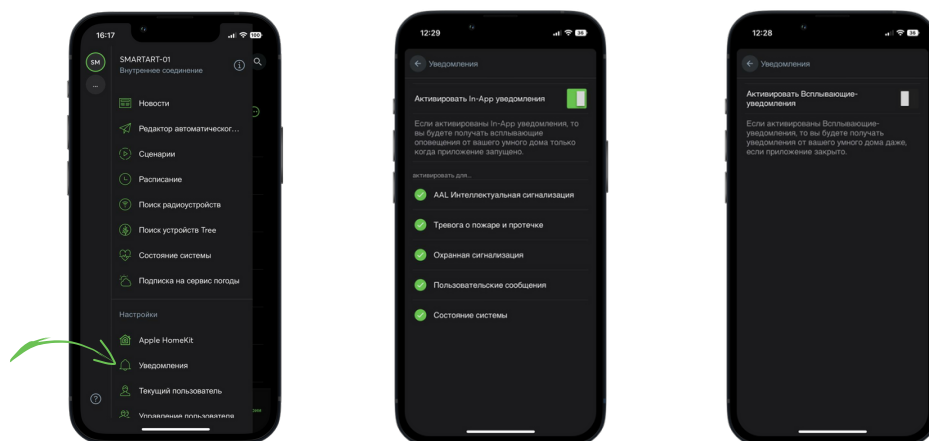 16:17
100
SM
SMARTART-01
Внутреннее соединение
...
Новости
Редактор автоматическог...
Сценарии
Расписание
Поиск радиоустройств
Поиск устройств Tree
Состояние системы
Подписка на сервис погоды
Настройки
Apple HomeKit
Уведомления
Текущий пользователь
?
Управление пользователя
12:29
36
Уведомления
Активировать In-App уведомления
Если активированы In-App уведомления, то
вы будете получать всплывающие
оповещения от вашего умного дома только
когда приложение запущено.
активировать для...
AAL Интеллектуальная сигнализация
Тревога о пожаре и протечке
Охранная сигнализация
Пользовательские сообщения
Состояние системы
12:28
36
Уведомления
Активировать Всплывающие-
уведомления
Если активированы Всплывающие-
уведомления, то вы будете получать
уведомления от вашего умного дома даже,
если приложение закрыто.